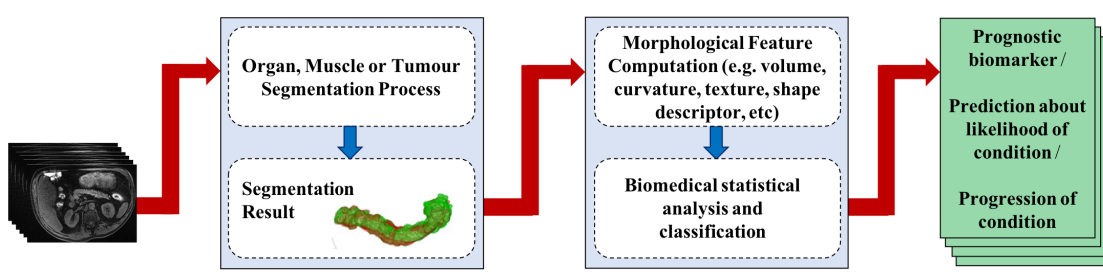 Organ, Muscle or Tumour
Segmentation Process
Segmentation
Result
Morphological Feature
Computation (e.g. volume,
curvature, texture, shape
descriptor, etc)
Biomedical statistical
analysis and
classification
Prognostic
biomarker /
Prediction about
likelihood of
condition /
Progression of
condition